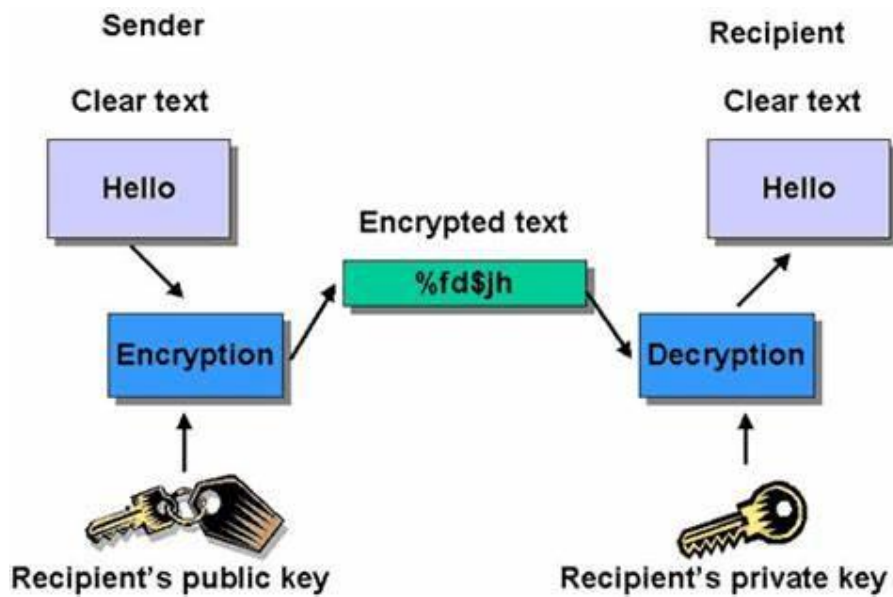 Sender
Recipient
Clear text
Clear text
Hello
Hello
Encrypted text
%fd$jh
Encryption
Decryption
Recipient's public key
Recipient's private key